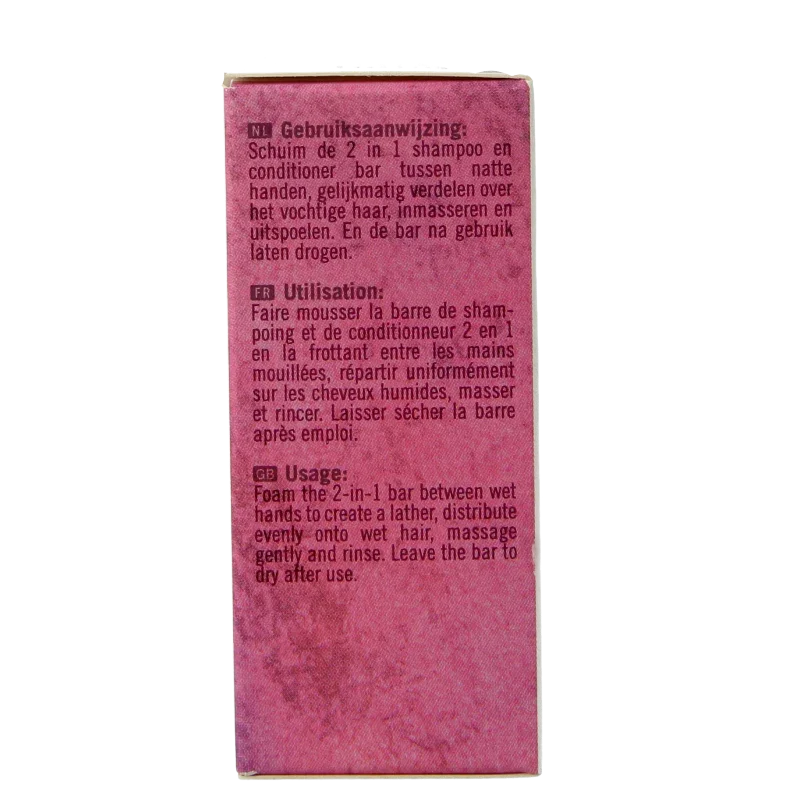 NL Gebruiksaanwijzing:
Schuim de 2 in 1 shampoo en
conditioner bar tussen natte
handen, gelijkmatig verdelen over
het vochtige haar, inmasseren en
uitspoelen. En de bar na gebruik
laten drogen.
FR Utilisation:
Faire mousser la barre de sham-
poing et de conditionneur 2 en 1
en la frottant entre les mains
mouillées, répartir uniformément
sur les cheveux humides, masser
et rincer. Laisser sécher la barre
après emploi.
GB Usage:
Foam the 2-in-1 bar between wet
hands to create a lather, distribute
evenly onto wet hair, massage
gently and rinse. Leave the bar to
dry after use.